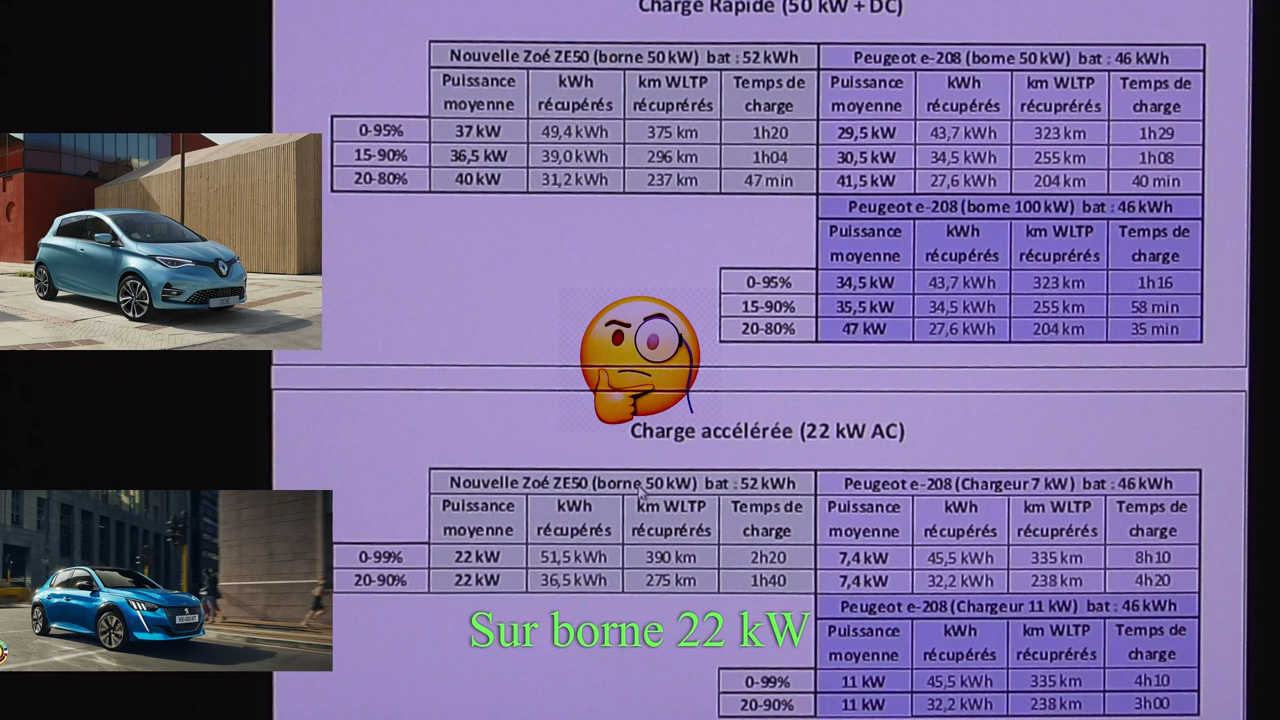 Charge Rapide (50 kW + DC)
Nouvelle Zoé ZE50 (borne 50 kW) bat : 52 kWh Peugeot e-208 (borne 50 kW) bat : 46 kWh
Puissance moyenne kWh récupérés km WLTP récuprérés Temps de charge Puissance moyenne kWh récupérés km WLTP récuprérés Temps de charge
0-95% 37 kW 49,4 kWh 375 km 1h20 29,5 kW 43,7 kWh 323 km 1h29
15-90% 36,5 kW 39,0 kWh 296 km 1h04 30,5 kW 34,5 kWh 255 km 1h08
20-80% 40 kW 31,2 kWh 237 km 47 min 41,5 kW 27,6 kWh 204 km 40 min
Peugeot e-208 (borne 100 kW) bat : 46 kWh
Puissance moyenne kWh récupérés km WLTP récuprérés Temps de charge
0-95% 34,5 kW 43,7 kWh 323 km 1h16
15-90% 35,5 kW 34,5 kWh 255 km 58 min
20-80% 47 kW 27,6 kWh 204 km 35 min
Charge accélérée (22 kW AC)
Nouvelle Zoé ZE50 (borne 50 kW) bat : 52 kWh Peugeot e-208 (Chargeur 7 kW) bat : 46 kWh
Puissance moyenne kWh récupérés km WLTP récuprérés Temps de charge Puissance moyenne kWh récupérés km WLTP récuprérés Temps de charge
0-99% 22 kW 51,5 kWh 390 km 2h20 7,4 kW 45,5 kWh 335 km 8h10
20-90% 22 kW 36,5 kWh 275 km 1h40 7,4 kW 32,2 kWh 238 km 4h20
Peugeot e-208 (Chargeur 11 kW) bat : 46 kWh
Sur borne 22 kW
Puissance moyenne kWh récupérés km WLTP récuprérés Temps de charge
0-99% 11 kW 45,5 kWh 335 km 4h10
20-90% 11 kW 32,2 kWh 238 km 3h00